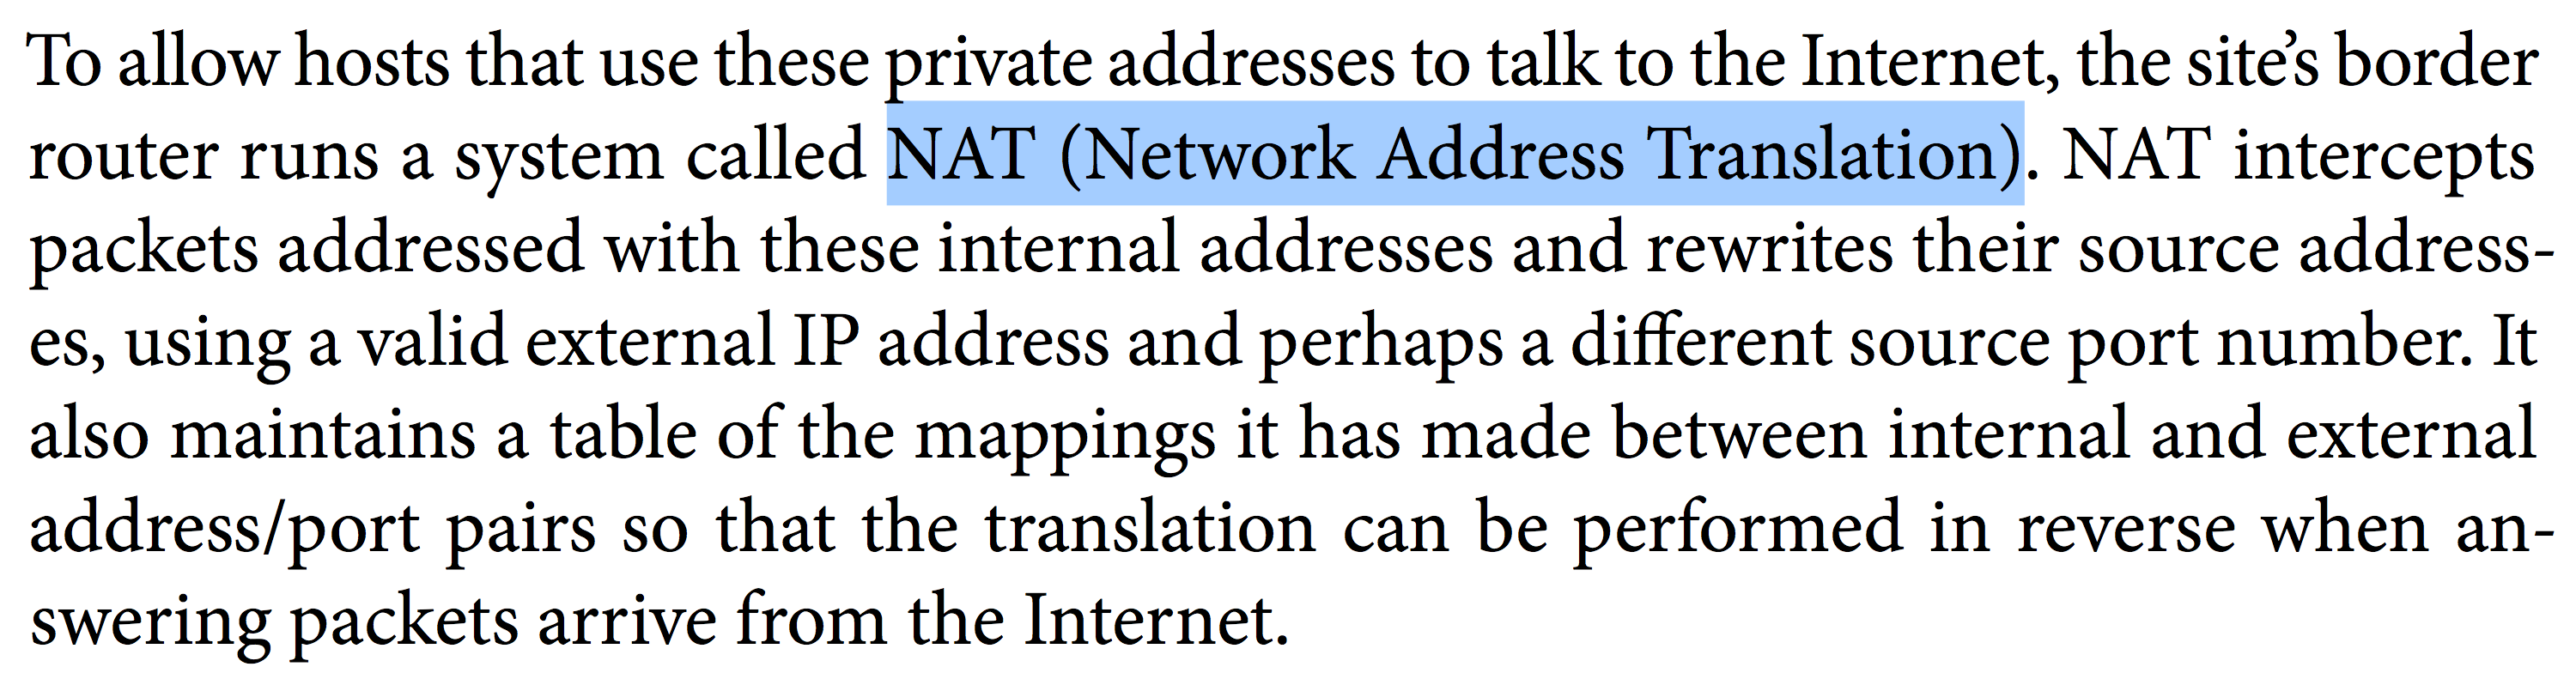 To allow hosts that use these private addresses to talk to the Internet, the site’s border
router runs a system called NAT (Network Address Translation). NAT intercepts
packets addressed with these internal addresses and rewrites their source address-
es, using a valid external IP address and perhaps a different source port number. It
also maintains a table of the mappings it has made between internal and external
address/port pairs so that the translation can be performed in reverse when an-
swering packets arrive from the Internet.